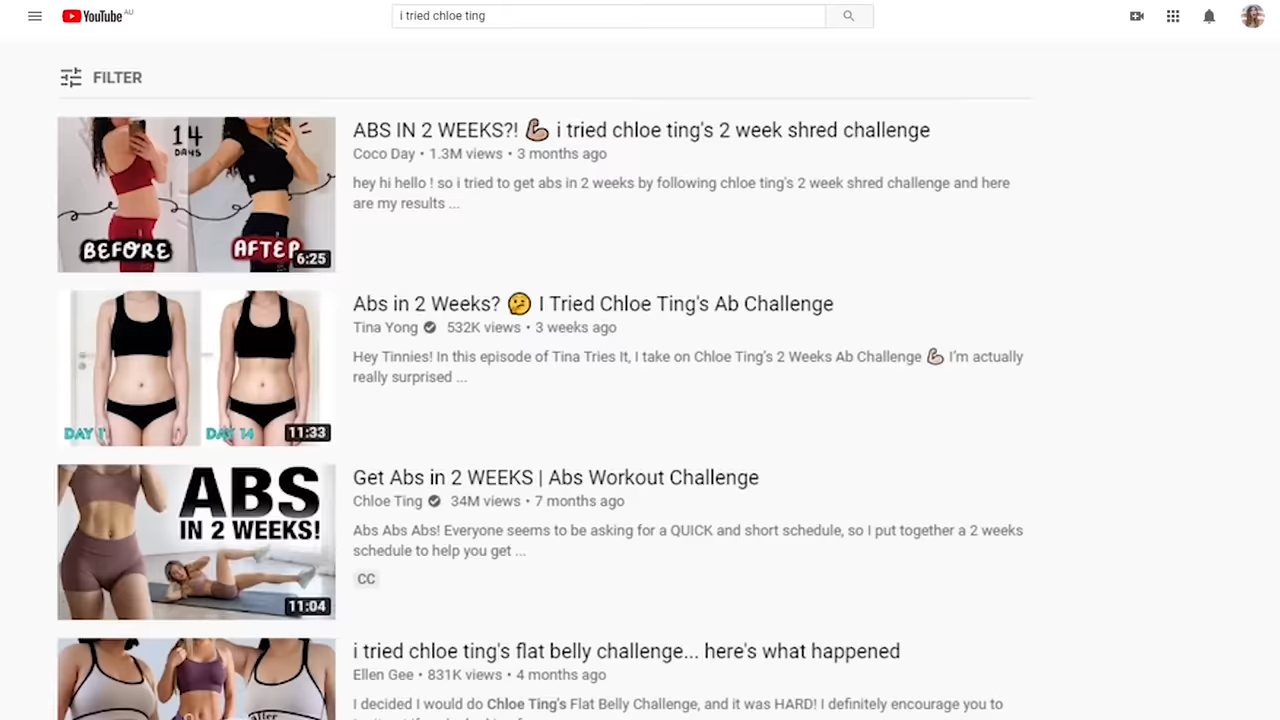 YouTube AU
i tried chloe ting
FILTER
14
DAYS
BEFORE
AFTER
6:25
ABS IN 2 WEEKS?! 💪🏼 i tried chloe ting's 2 week shred challenge
Coco Day • 1.3M views • 3 months ago
hey hi hello ! so i tried to get abs in 2 weeks by following chloe ting's 2 week shred challenge and here
are my results ...
DAY 1
DAY 14
11:33
Abs in 2 Weeks? 🤔 I Tried Chloe Ting's Ab Challenge
Tina Yong 532K views • 3 weeks ago
Hey Tinnies! In this episode of Tina Tries It, I take on Chloe Ting's 2 Weeks Ab Challenge 💪🏼 I'm actually
really surprised ...
ABS
IN 2 WEEKS!
11:04
Get Abs in 2 WEEKS | Abs Workout Challenge
Chloe Ting 34M views • 7 months ago
Abs Abs Abs! Everyone seems to be asking for a QUICK and short schedule, so I put together a 2 weeks
schedule to help you get ...
CC
i tried chloe ting's flat belly challenge... here's what happened
Ellen Gee • 831K views • 4 months ago
I decided I would do Chloe Ting's Flat Belly Challenge, and it was HARD! I definitely encourage you to